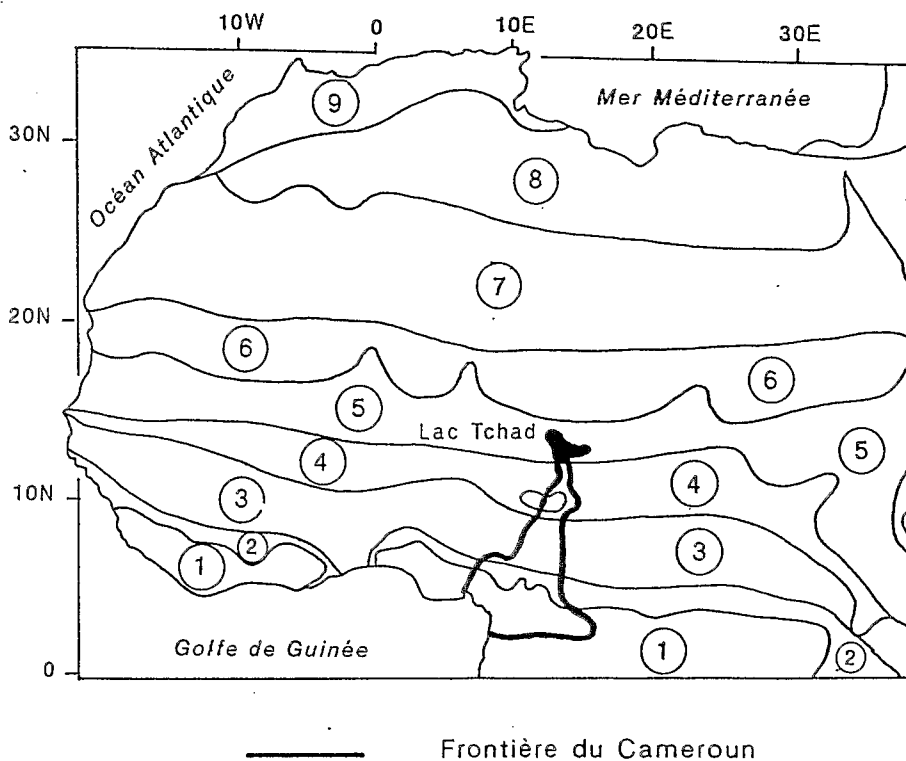 10W 0 10E 20E 30E
Océan Atlantique
Mer Méditerranée
9
30N
8
7
20N
6
6
5
Lac Tchad
5
4
4
10N
3
3
2
1
Golfe de Guinée
1
2
0
Frontière du Cameroun